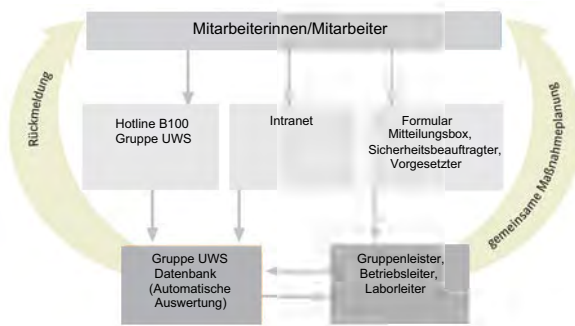 Mitarbeiterinnen/Mitarbeiter
Rückmeldung
Hotline B100
Gruppe UWS
Intranet
Formular
Mitteilungsbox,
Sicherheitsbeauftragter,
Vorgesetzter
gemeinsame Maßnahmeplanung
Gruppe UWS
Datenbank
(Automatische
Auswertung)
Gruppenleister,
Betriebsleiter,
Laborleiter